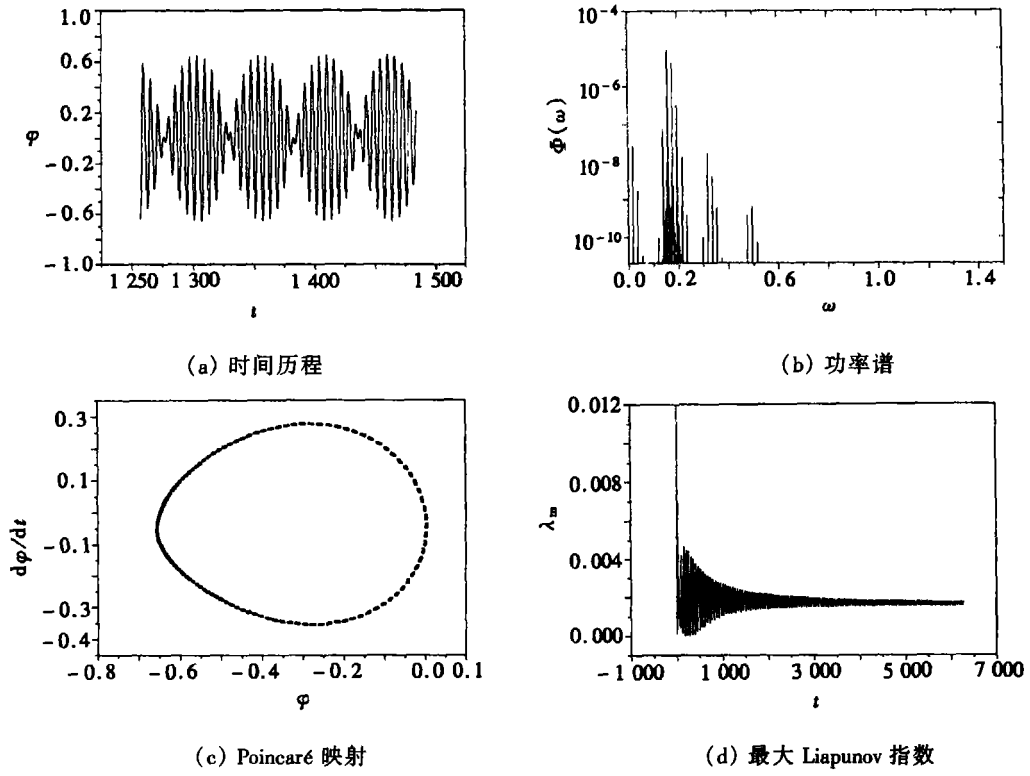 1.0
0.6
0.2
φ
-0.2
-0.6
-1.0
1 250 1 300 1 400 1 500
t
(a) 时间历程
10⁻⁴
10⁻⁶
Φ(ω)
10⁻⁸
10⁻¹⁰
0.0 0.2 0.6 1.0 1.4
ω
(b) 功率谱
0.3
0.1
dφ/dt
-0.1
-0.3
-0.4
-0.8 -0.6 -0.4 -0.2 0.0 0.1
φ
(c) Poincaré 映射
0.012
0.008
λₘ
0.004
0.000
-1 000 1 000 3 000 5 000 7 000
t
(d) 最大 Liapunov 指数